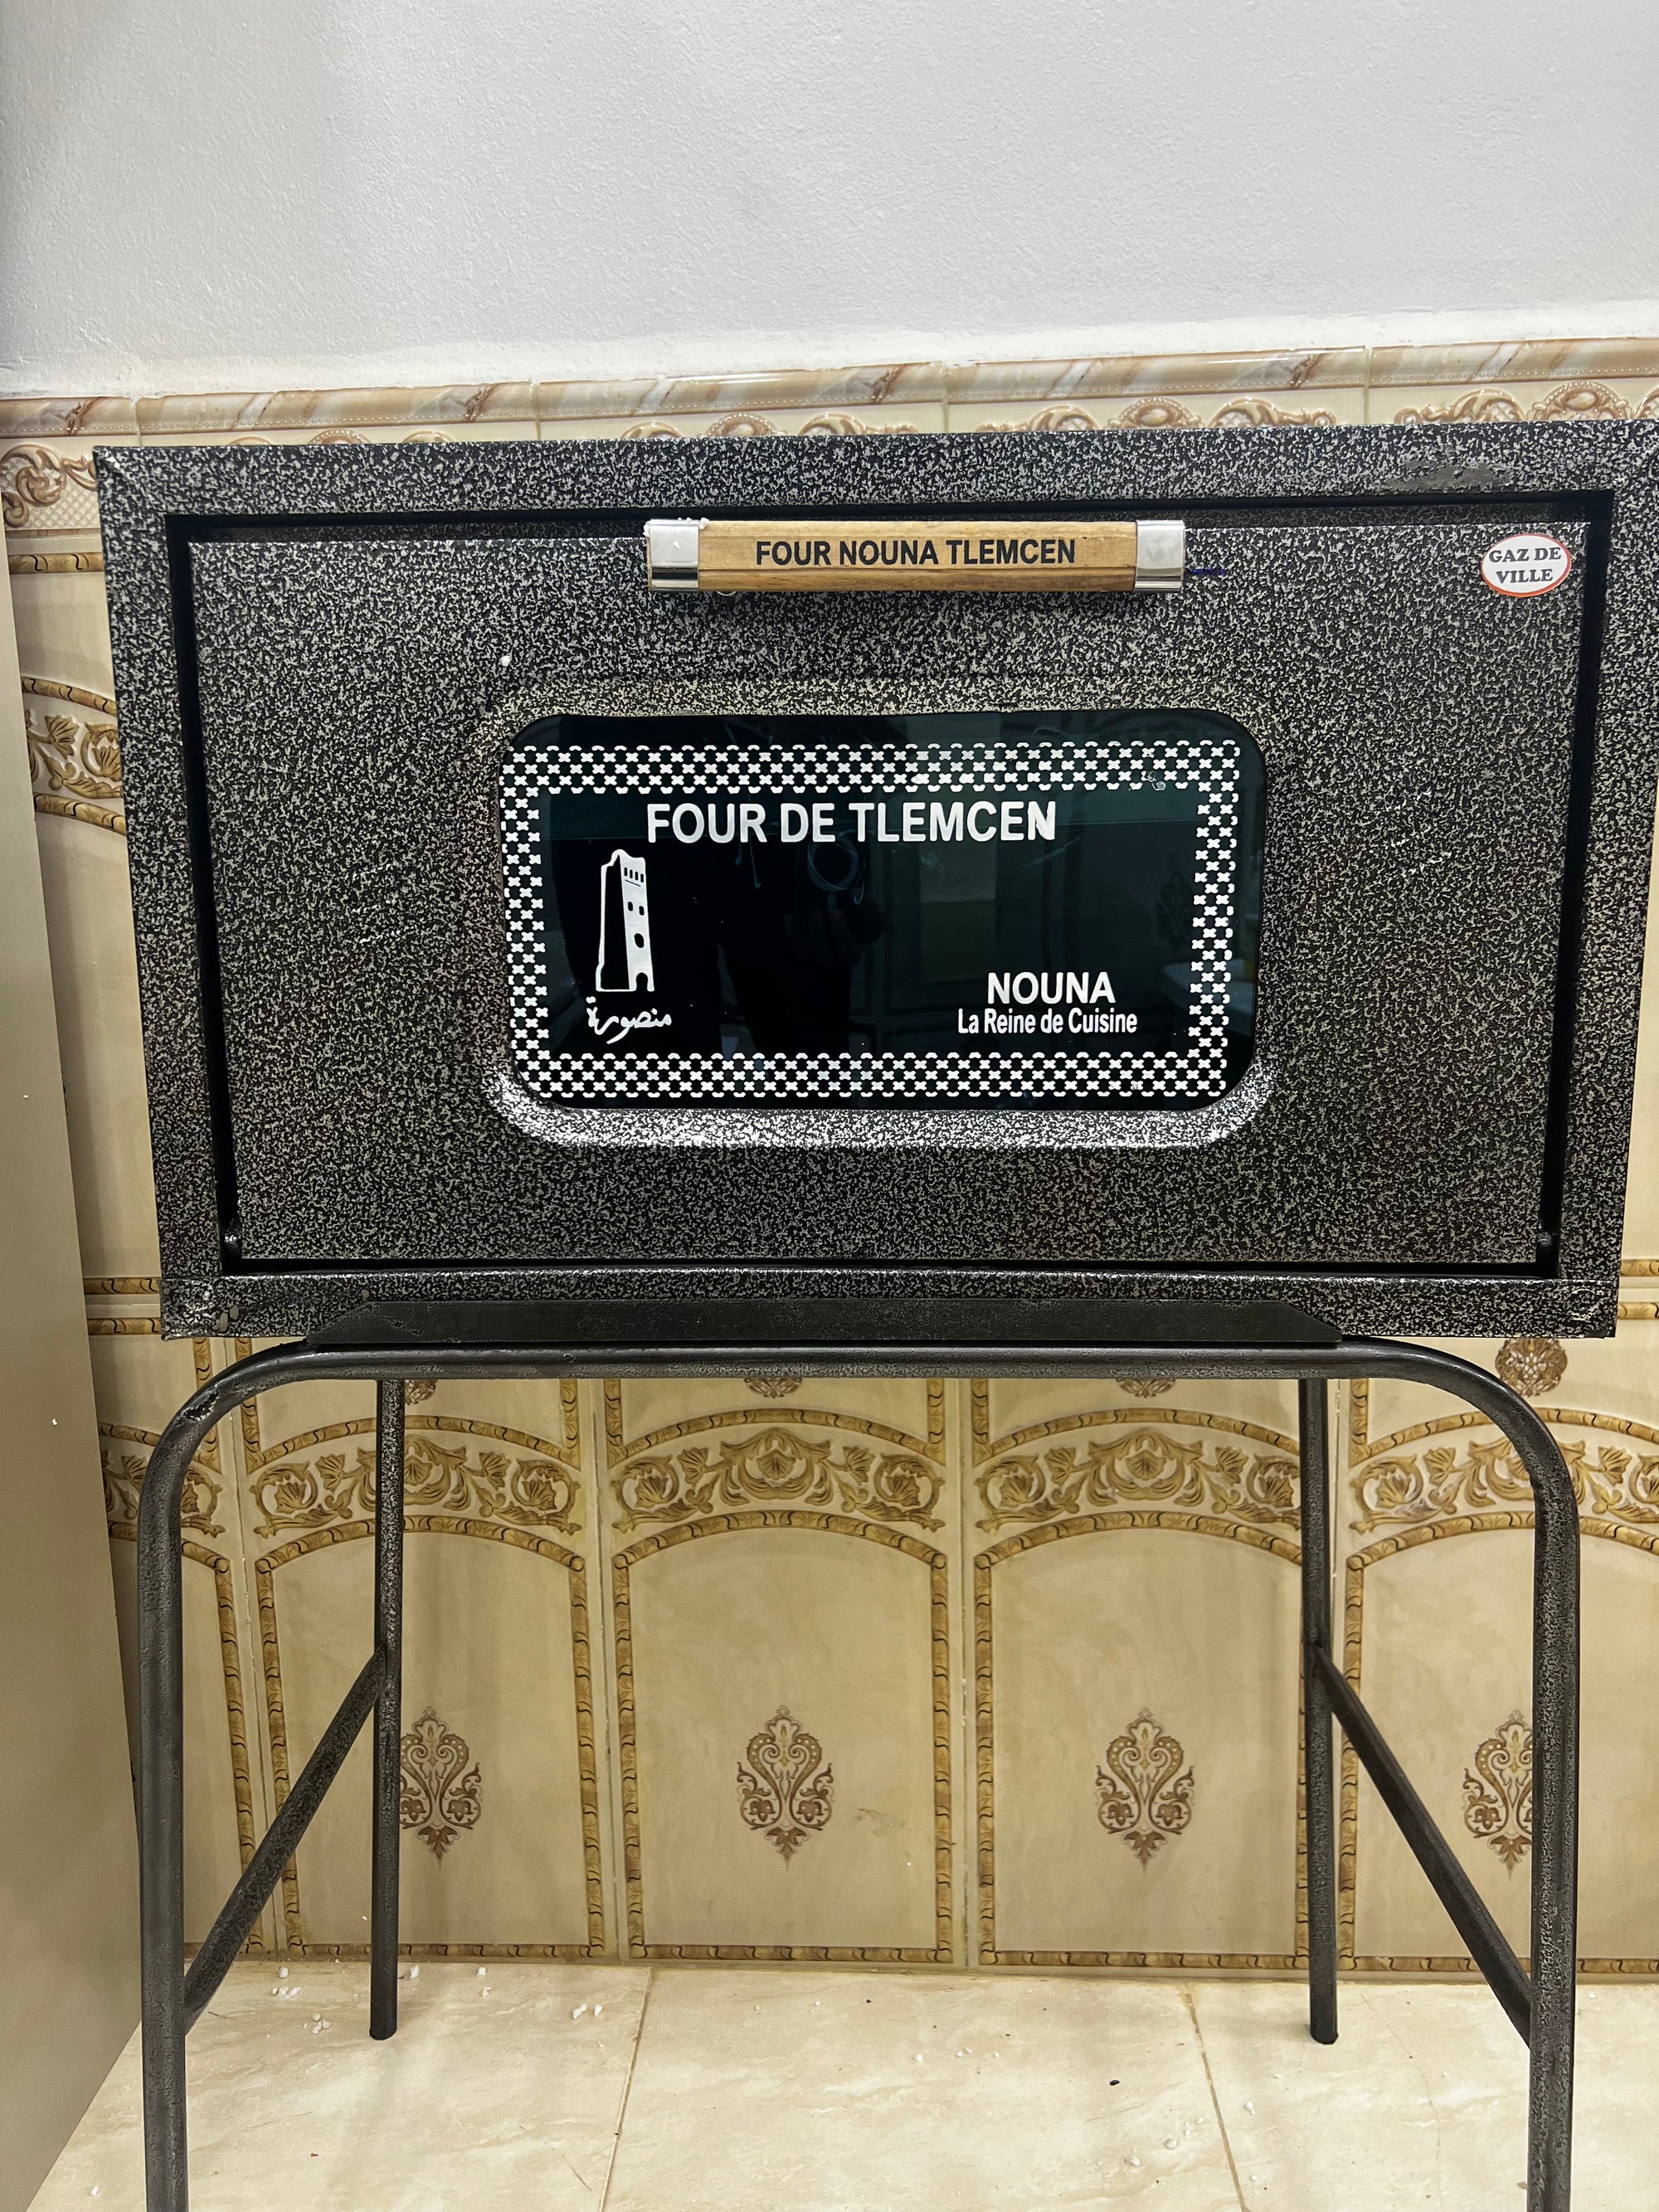 FOUR NOUNA TLEMCEN
GAZ DE
VILLE
FOUR DE TLEMCEN
منصورة
NOUNA
La Reine de Cuisine